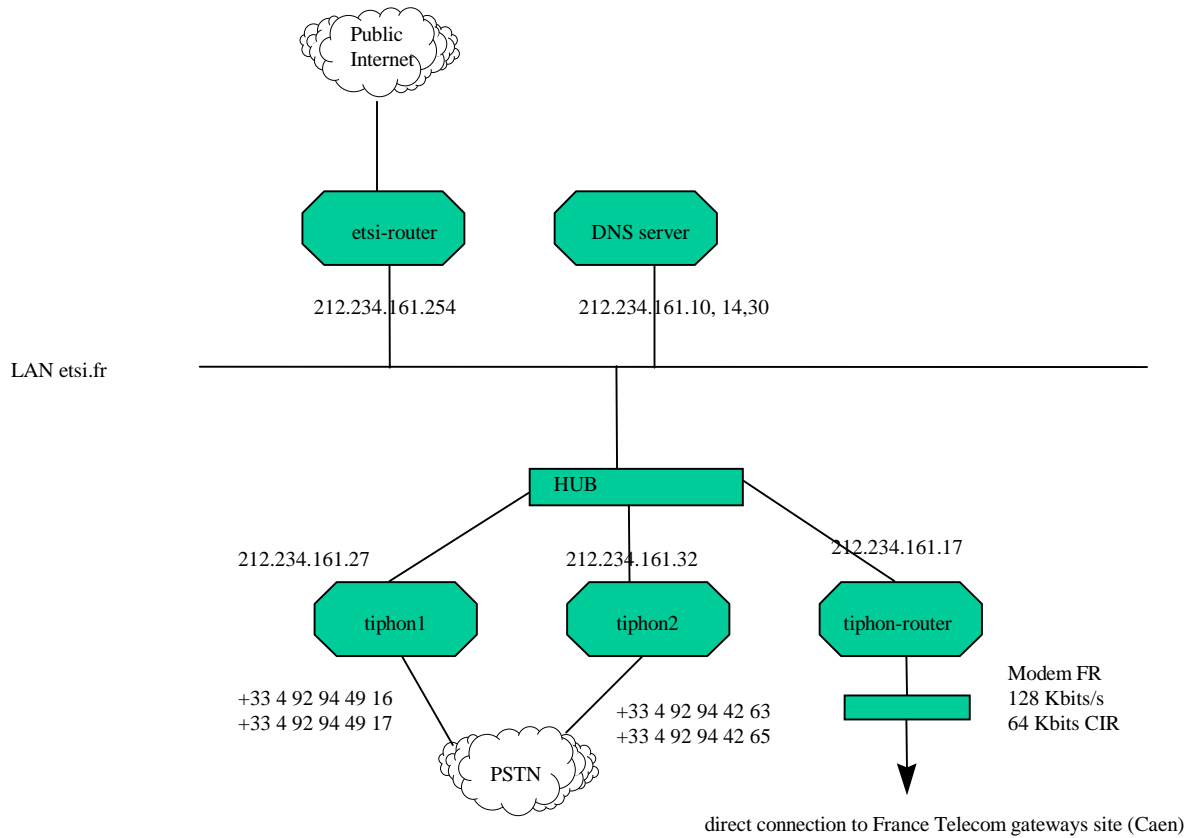 Public
Internet
etsi-router
DNS server
212.234.161.254
212.234.161.10, 14,30
LAN etsi.fr
HUB
212.234.161.27
212.234.161.32
212.234.161.17
tiphon1
tiphon2
tiphon-router
+33 4 92 94 49 16
+33 4 92 94 49 17
+33 4 92 94 42 63
+33 4 92 94 42 65
Modem FR
128 Kbits/s
64 Kbits CIR
PSTN
direct connection to France Telecom gateways site (Caen)